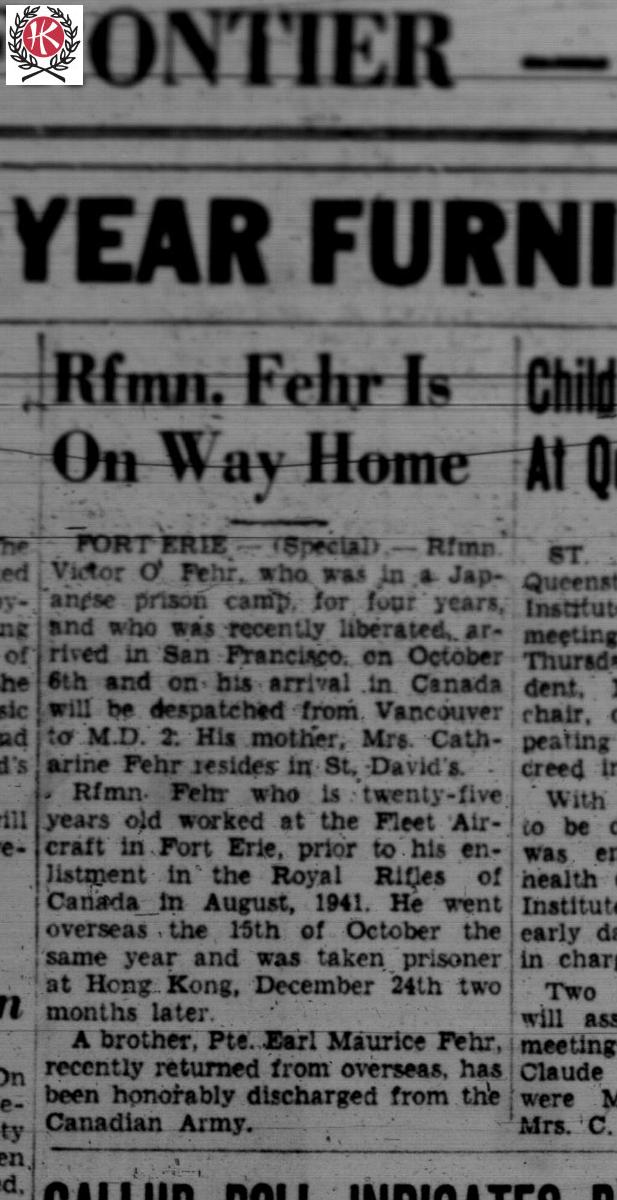 HK
ONTIER —
YEAR FURNI
Rfmn. Fehr Is
On Way Home
FORT ERIE — (Special) — Rfmn.
Victor O' Fehr, who was in a Jap-
anese prison camp, for four years,
and who was recently liberated, ar-
rived in San Francisco, on October
6th and on his arrival in Canada
will be despatched from Vancouver
to M.D. 2. His mother, Mrs. Cath-
arine Fehr resides in St. David's.
Rfmn. Fehr who is twenty-five
years old worked at the Fleet Air-
craft in Fort Erie, prior to his en-
listment in the Royal Rifles of
Canada in August, 1941. He went
overseas the 15th of October the
same year and was taken prisoner
at Hong Kong, December 24th two
months later.
A brother, Pte. Earl Maurice Fehr,
recently returned from overseas, has
been honorably discharged from the
Canadian Army.
Child
At Q
ST.
Queenst
Institut
meeting
Thursd
dent,
chair,
peating
creed in
With
to be
was er
health
Institut
early da
in charg
Two
will ass
meeting
Claude
were M
Mrs. C.
GALLUP POLL INDICATES